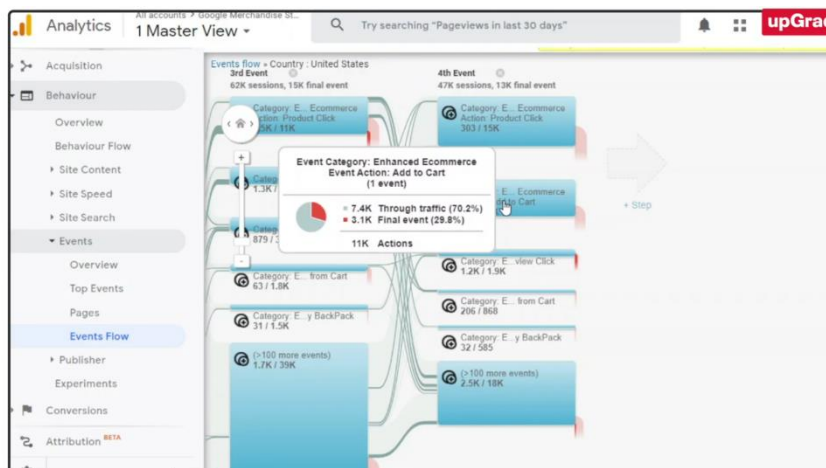 All accounts > Google Merchandise St...
Analytics
1 Master View
Try searching "Pageviews in last 30 days"
upGrad
Acquisition
Behaviour
Overview
Behaviour Flow
Site Content
Site Speed
Site Search
Events
Overview
Top Events
Pages
Events Flow
Publisher
Experiments
Conversions
Attribution BETA
Events flow » Country : United States
3rd Event
62K sessions, 15K final event
Category: E... Ecommerce
Action: Product Click
/ 11K
1.3K /
879 /
Category: E... from Cart
63 / 1.8K
Category: E...y BackPack
31 / 1.5K
(>100 more events)
1.7K / 39K
Event Category: Enhanced Ecommerce
Event Action: Add to Cart
(1 event)
7.4K Through traffic (70.2%)
3.1K Final event (29.8%)
11K Actions
4th Event
47K sessions, 13K final event
Category: E... Ecommerce
Action: Product Click
303 / 15K
E... Ecommerce
to Cart
Category: E...view Click
1.2K / 1.9K
Category: E... from Cart
206 / 868
Category: E...y BackPack
32 / 585
(>100 more events)
2.5K / 18K
+ Step